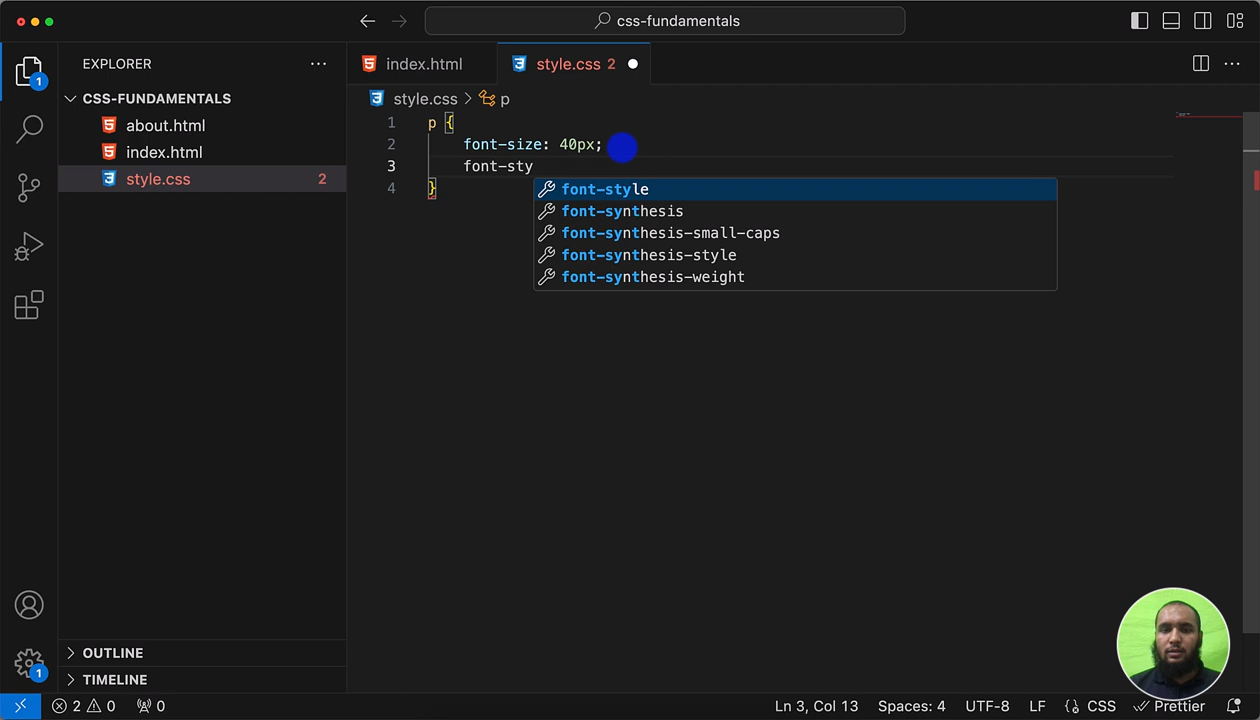 css-fundamentals
EXPLORER
index.html
style.css 2
CSS-FUNDAMENTALS
style.css > p
about.html
index.html
style.css 2
1 p {
2 font-size: 40px;
3 font-sty
4 }
font-style
font-synthesis
font-synthesis-small-caps
font-synthesis-style
font-synthesis-weight
1
OUTLINE
TIMELINE
1
2 0 0
Ln 3, Col 13 Spaces: 4 UTF-8 LF CSS Prettier